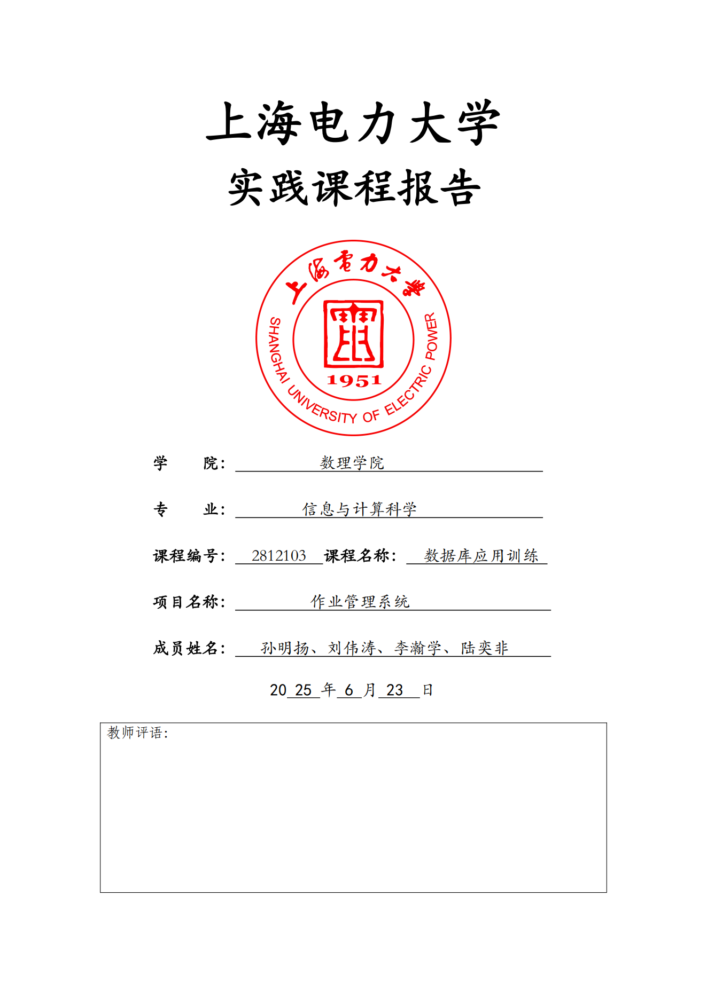 上海电力大学
实践课程报告
上海電力大學
SHANGHAI UNIVERSITY OF ELECTRIC POWER
1951
学 院： 数理学院
专 业： 信息与计算科学
课程编号： 2812103 课程名称： 数据库应用训练
项目名称： 作业管理系统
成员姓名： 孙明扬、刘伟涛、李瀚学、陆奕非
20 25 年 6 月 23 日
教师评语：